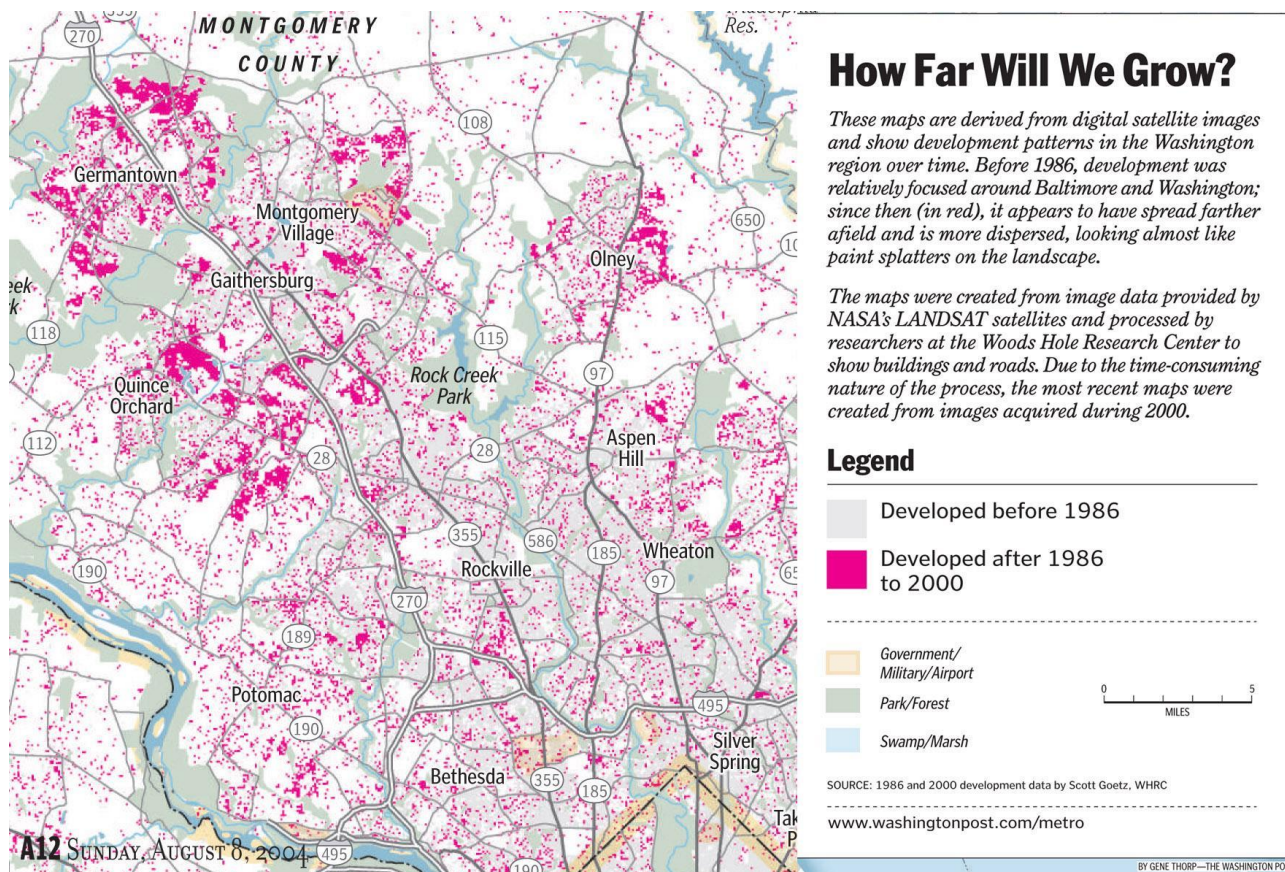 MONTGOMERY
COUNTY
Res.
270
108
Germantown
650
Montgomery
Village
Olney
Gaithersburg
118
115
Rock Creek
Park
97
Quince
Orchard
112
28
28
Aspen
Hill
355
586
185
Wheaton
Rockville
97
190
270
189
Potomac
190
495
Silver
Spring
Bethesda
355
185
495
190
A12 SUNDAY, AUGUST 8, 2004
How Far Will We Grow?
These maps are derived from digital satellite images
and show development patterns in the Washington
region over time. Before 1986, development was
relatively focused around Baltimore and Washington;
since then (in red), it appears to have spread farther
afield and is more dispersed, looking almost like
paint splatters on the landscape.
The maps were created from image data provided by
NASA's LANDSAT satellites and processed by
researchers at the Woods Hole Research Center to
show buildings and roads. Due to the time-consuming
nature of the process, the most recent maps were
created from images acquired during 2000.
Legend
Developed before 1986
Developed after 1986
to 2000
Government/
Military/Airport
Park/Forest
Swamp/Marsh
0 5
MILES
SOURCE: 1986 and 2000 development data by Scott Goetz, WHRC
www.washingtonpost.com/metro
BY GENE THORP—THE WASHINGTON PO